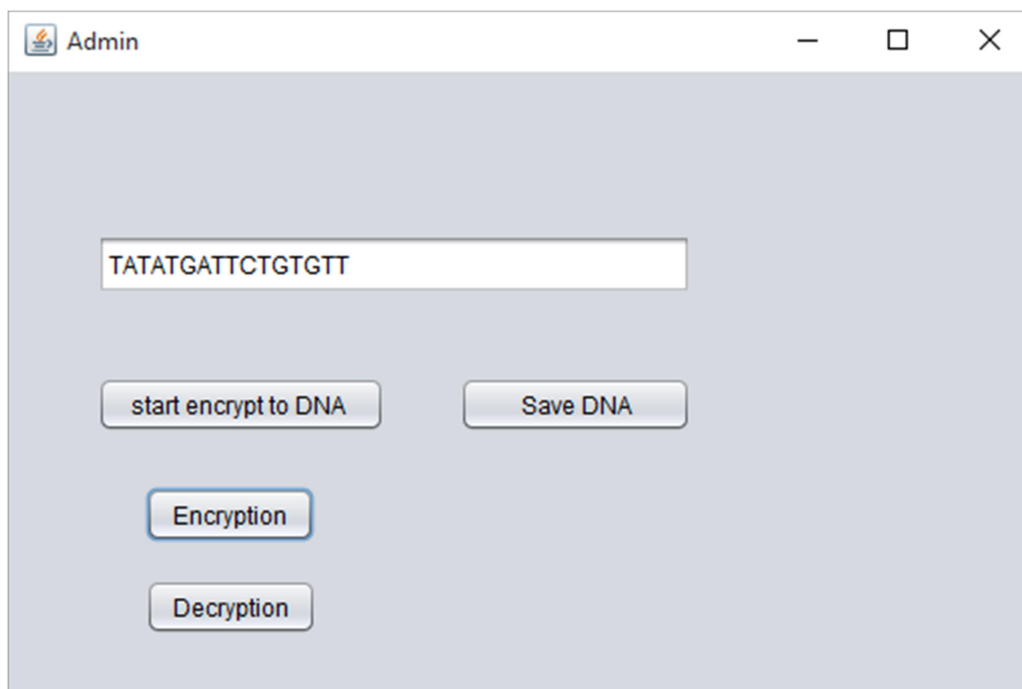 Admin
TATATGATTCTGTGTT
start encrypt to DNA
Save DNA
Encryption
Decryption